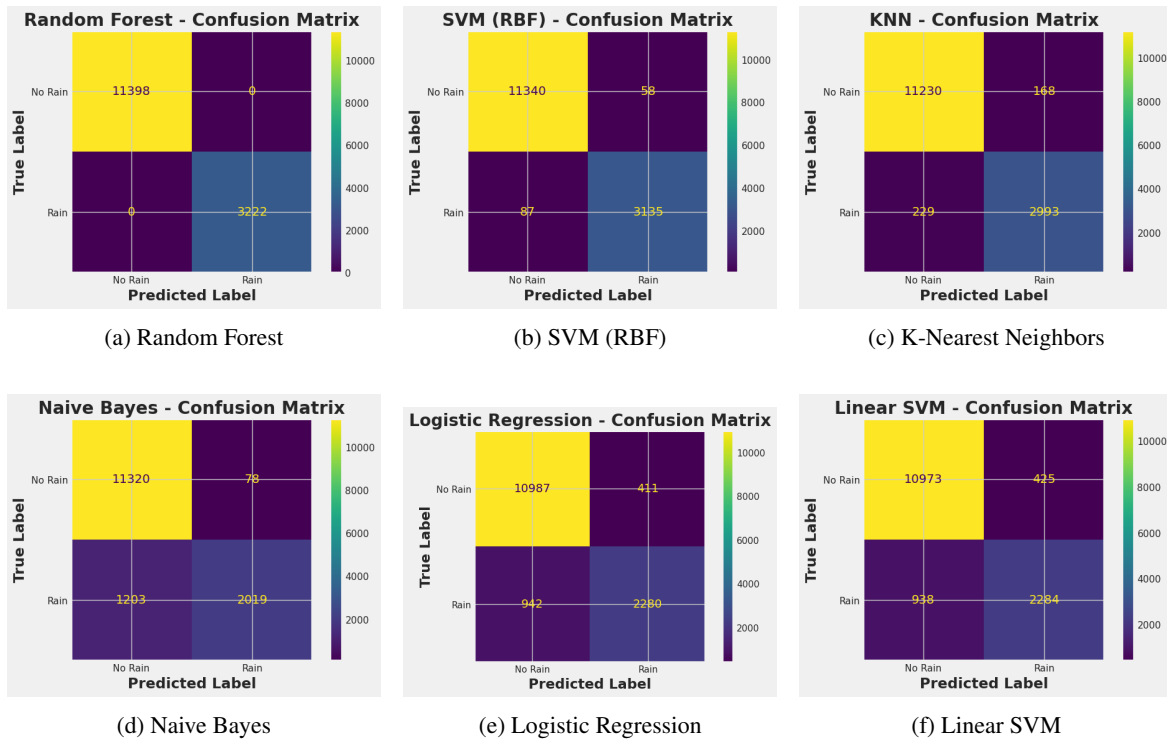 Random Forest - Confusion Matrix
No Rain
11398
0
Rain
0
3222
True Label
No Rain
Rain
Predicted Label
10000
8000
6000
4000
2000
0
(a) Random Forest
SVM (RBF) - Confusion Matrix
No Rain
11340
58
Rain
87
3135
True Label
No Rain
Rain
Predicted Label
10000
8000
6000
4000
2000
(b) SVM (RBF)
KNN - Confusion Matrix
No Rain
11230
168
Rain
229
2993
True Label
No Rain
Rain
Predicted Label
10000
8000
6000
4000
2000
(c) K-Nearest Neighbors
Naive Bayes - Confusion Matrix
No Rain
11320
78
Rain
1203
2019
True Label
No Rain
Rain
Predicted Label
10000
8000
6000
4000
2000
(d) Naive Bayes
Logistic Regression - Confusion Matrix
No Rain
10987
411
Rain
942
2280
True Label
No Rain
Rain
Predicted Label
10000
8000
6000
4000
2000
(e) Logistic Regression
Linear SVM - Confusion Matrix
No Rain
10973
425
Rain
938
2284
True Label
No Rain
Rain
Predicted Label
10000
8000
6000
4000
2000
(f) Linear SVM